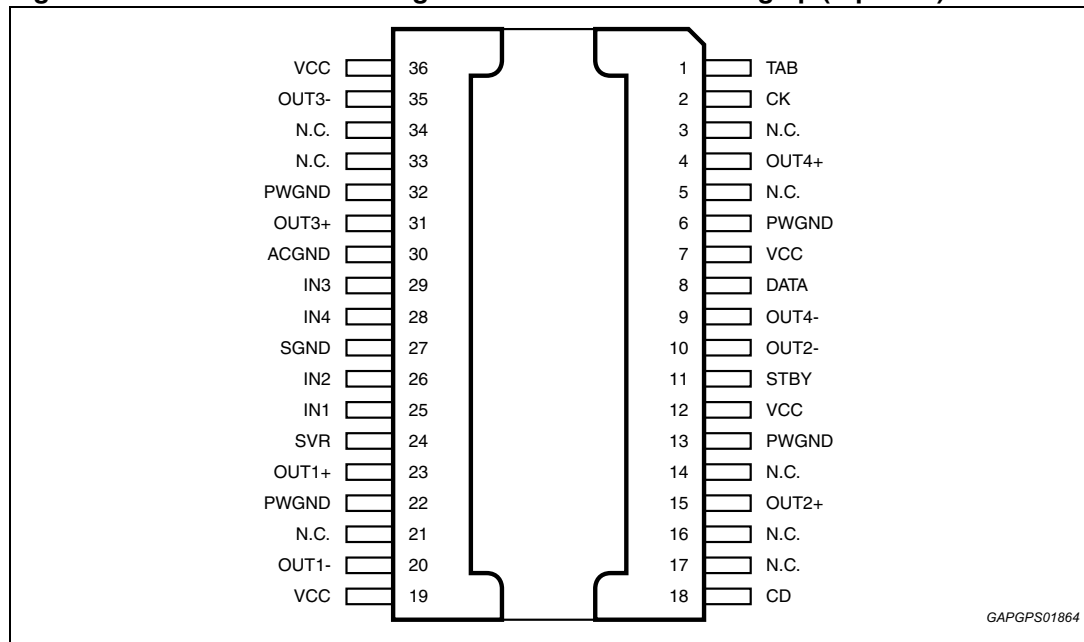 VCC 36 1 TAB
OUT3- 35 2 CK
N.C. 34 3 N.C.
N.C. 33 4 OUT4+
PWGND 32 5 N.C.
OUT3+ 31 6 PWGND
ACGND 30 7 VCC
IN3 29 8 DATA
IN4 28 9 OUT4-
SGND 27 10 OUT2-
IN2 26 11 STBY
IN1 25 12 VCC
SVR 24 13 PWGND
OUT1+ 23 14 N.C.
PWGND 22 15 OUT2+
N.C. 21 16 N.C.
OUT1- 20 17 N.C.
VCC 19 18 CD
GAPGPS01864